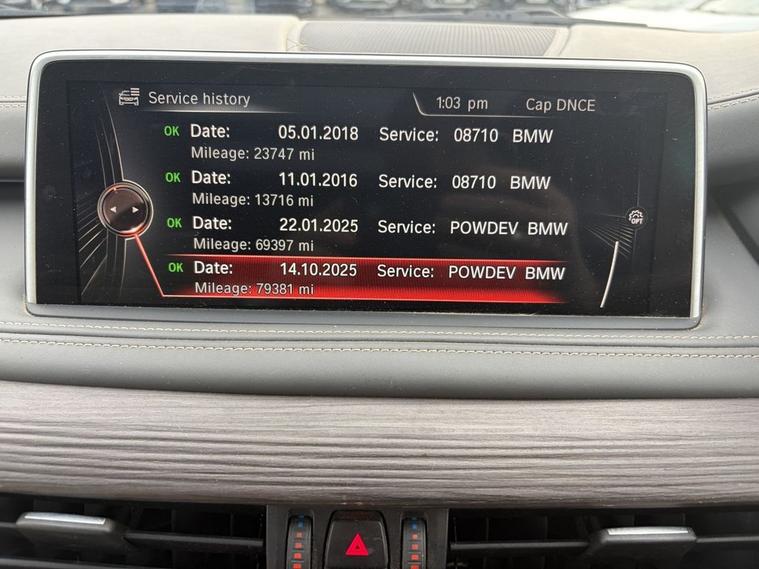 Service history 1:03 pm Cap DNCE
OK Date: 05.01.2018 Service: 08710 BMW
Mileage: 23747 mi
OK Date: 11.01.2016 Service: 08710 BMW
Mileage: 13716 mi
OK Date: 22.01.2025 Service: POWDEV BMW
Mileage: 69397 mi
OK Date: 14.10.2025 Service: POWDEV BMW
Mileage: 79381 mi
OPT